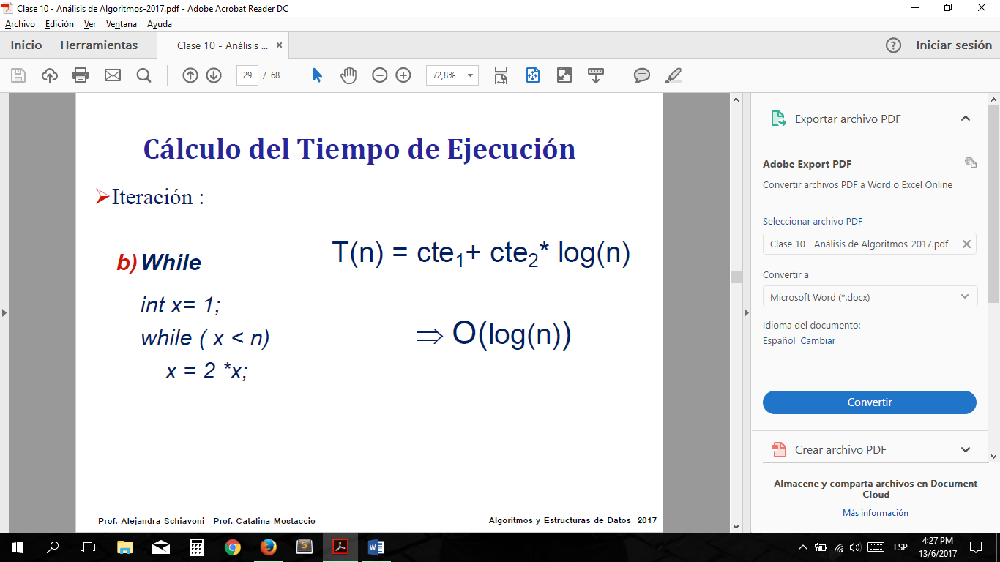 Clase 10 - Análisis de Algoritmos-2017.pdf - Adobe Acrobat Reader DC
Archivo Edición Ver Ventana Ayuda
Inicio Herramientas Clase 10 - Análisis ... × ? Iniciar sesión
29 / 68 72,8%
Cálculo del Tiempo de Ejecución
Iteración :
b) While
T(n) = cte₁+ cte₂* log(n)
int x= 1;
while ( x < n)
x = 2 *x;
⇒ O(log(n))
Prof. Alejandra Schiavoni – Prof. Catalina Mostaccio
Algoritmos y Estructuras de Datos 2017
Exportar archivo PDF
Adobe Export PDF
Convertir archivos PDF a Word o Excel Online
Seleccionar archivo PDF
Clase 10 - Análisis de Algoritmos-2017.pdf
Convertir a
Microsoft Word (*.docx)
Idioma del documento:
Español Cambiar
Convertir
Crear archivo PDF
Almacene y comparta archivos en Document
Cloud
Más información
S W ESP
4:27 PM
13/6/2017